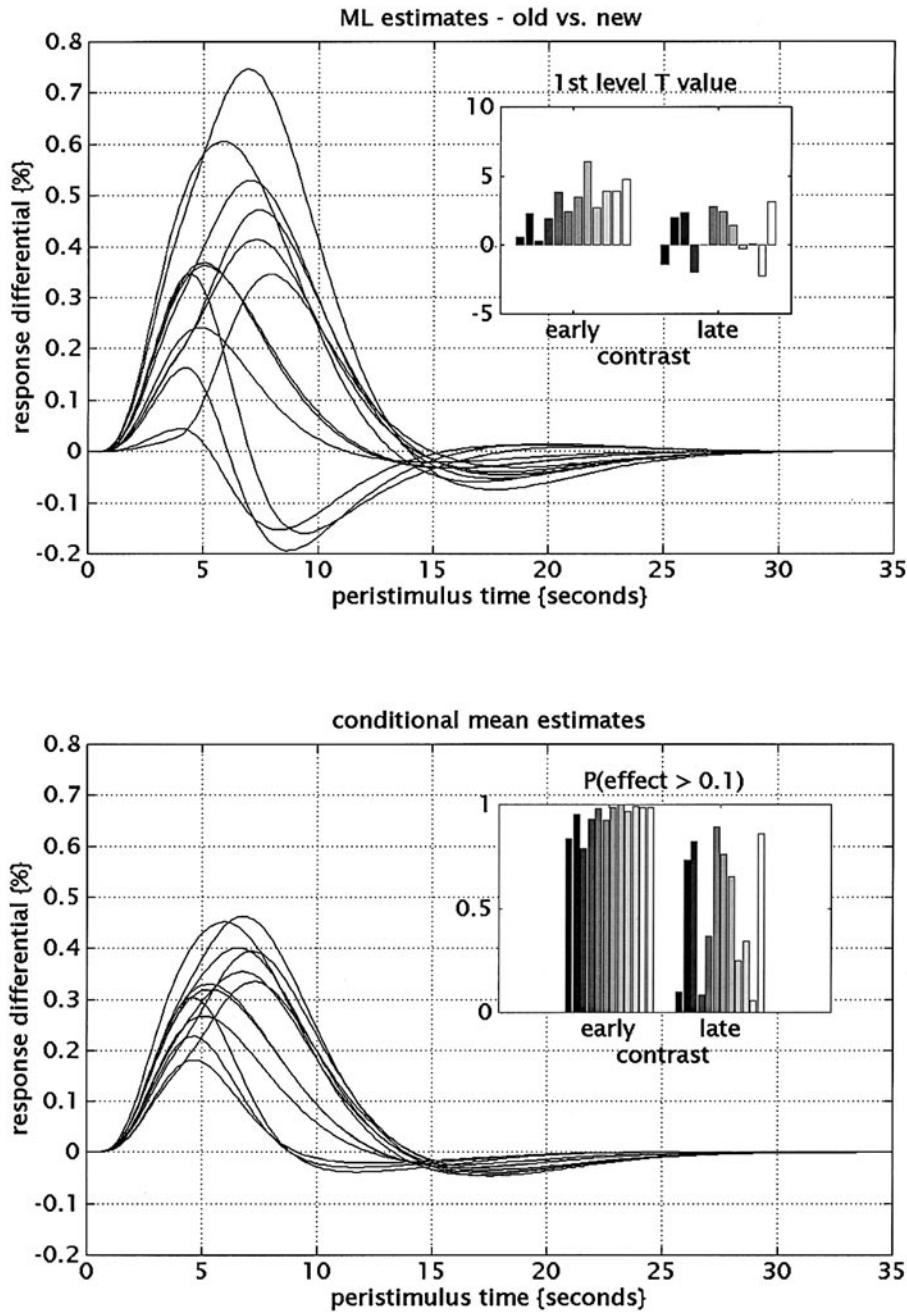 ML estimates - old vs. new
0.8
0.7
0.6
0.5
0.4
0.3
0.2
0.1
0
-0.1
-0.2
response differential {%}
1st level T value
10
5
0
-5
early late
contrast
0 5 10 15 20 25 30 35
peristimulus time {seconds}
conditional mean estimates
0.8
0.7
0.6
0.5
0.4
0.3
0.2
0.1
0
-0.1
-0.2
response differential {%}
P(effect > 0.1)
1
0.5
0
early late
contrast
0 5 10 15 20 25 30 35
peristimulus time {seconds}